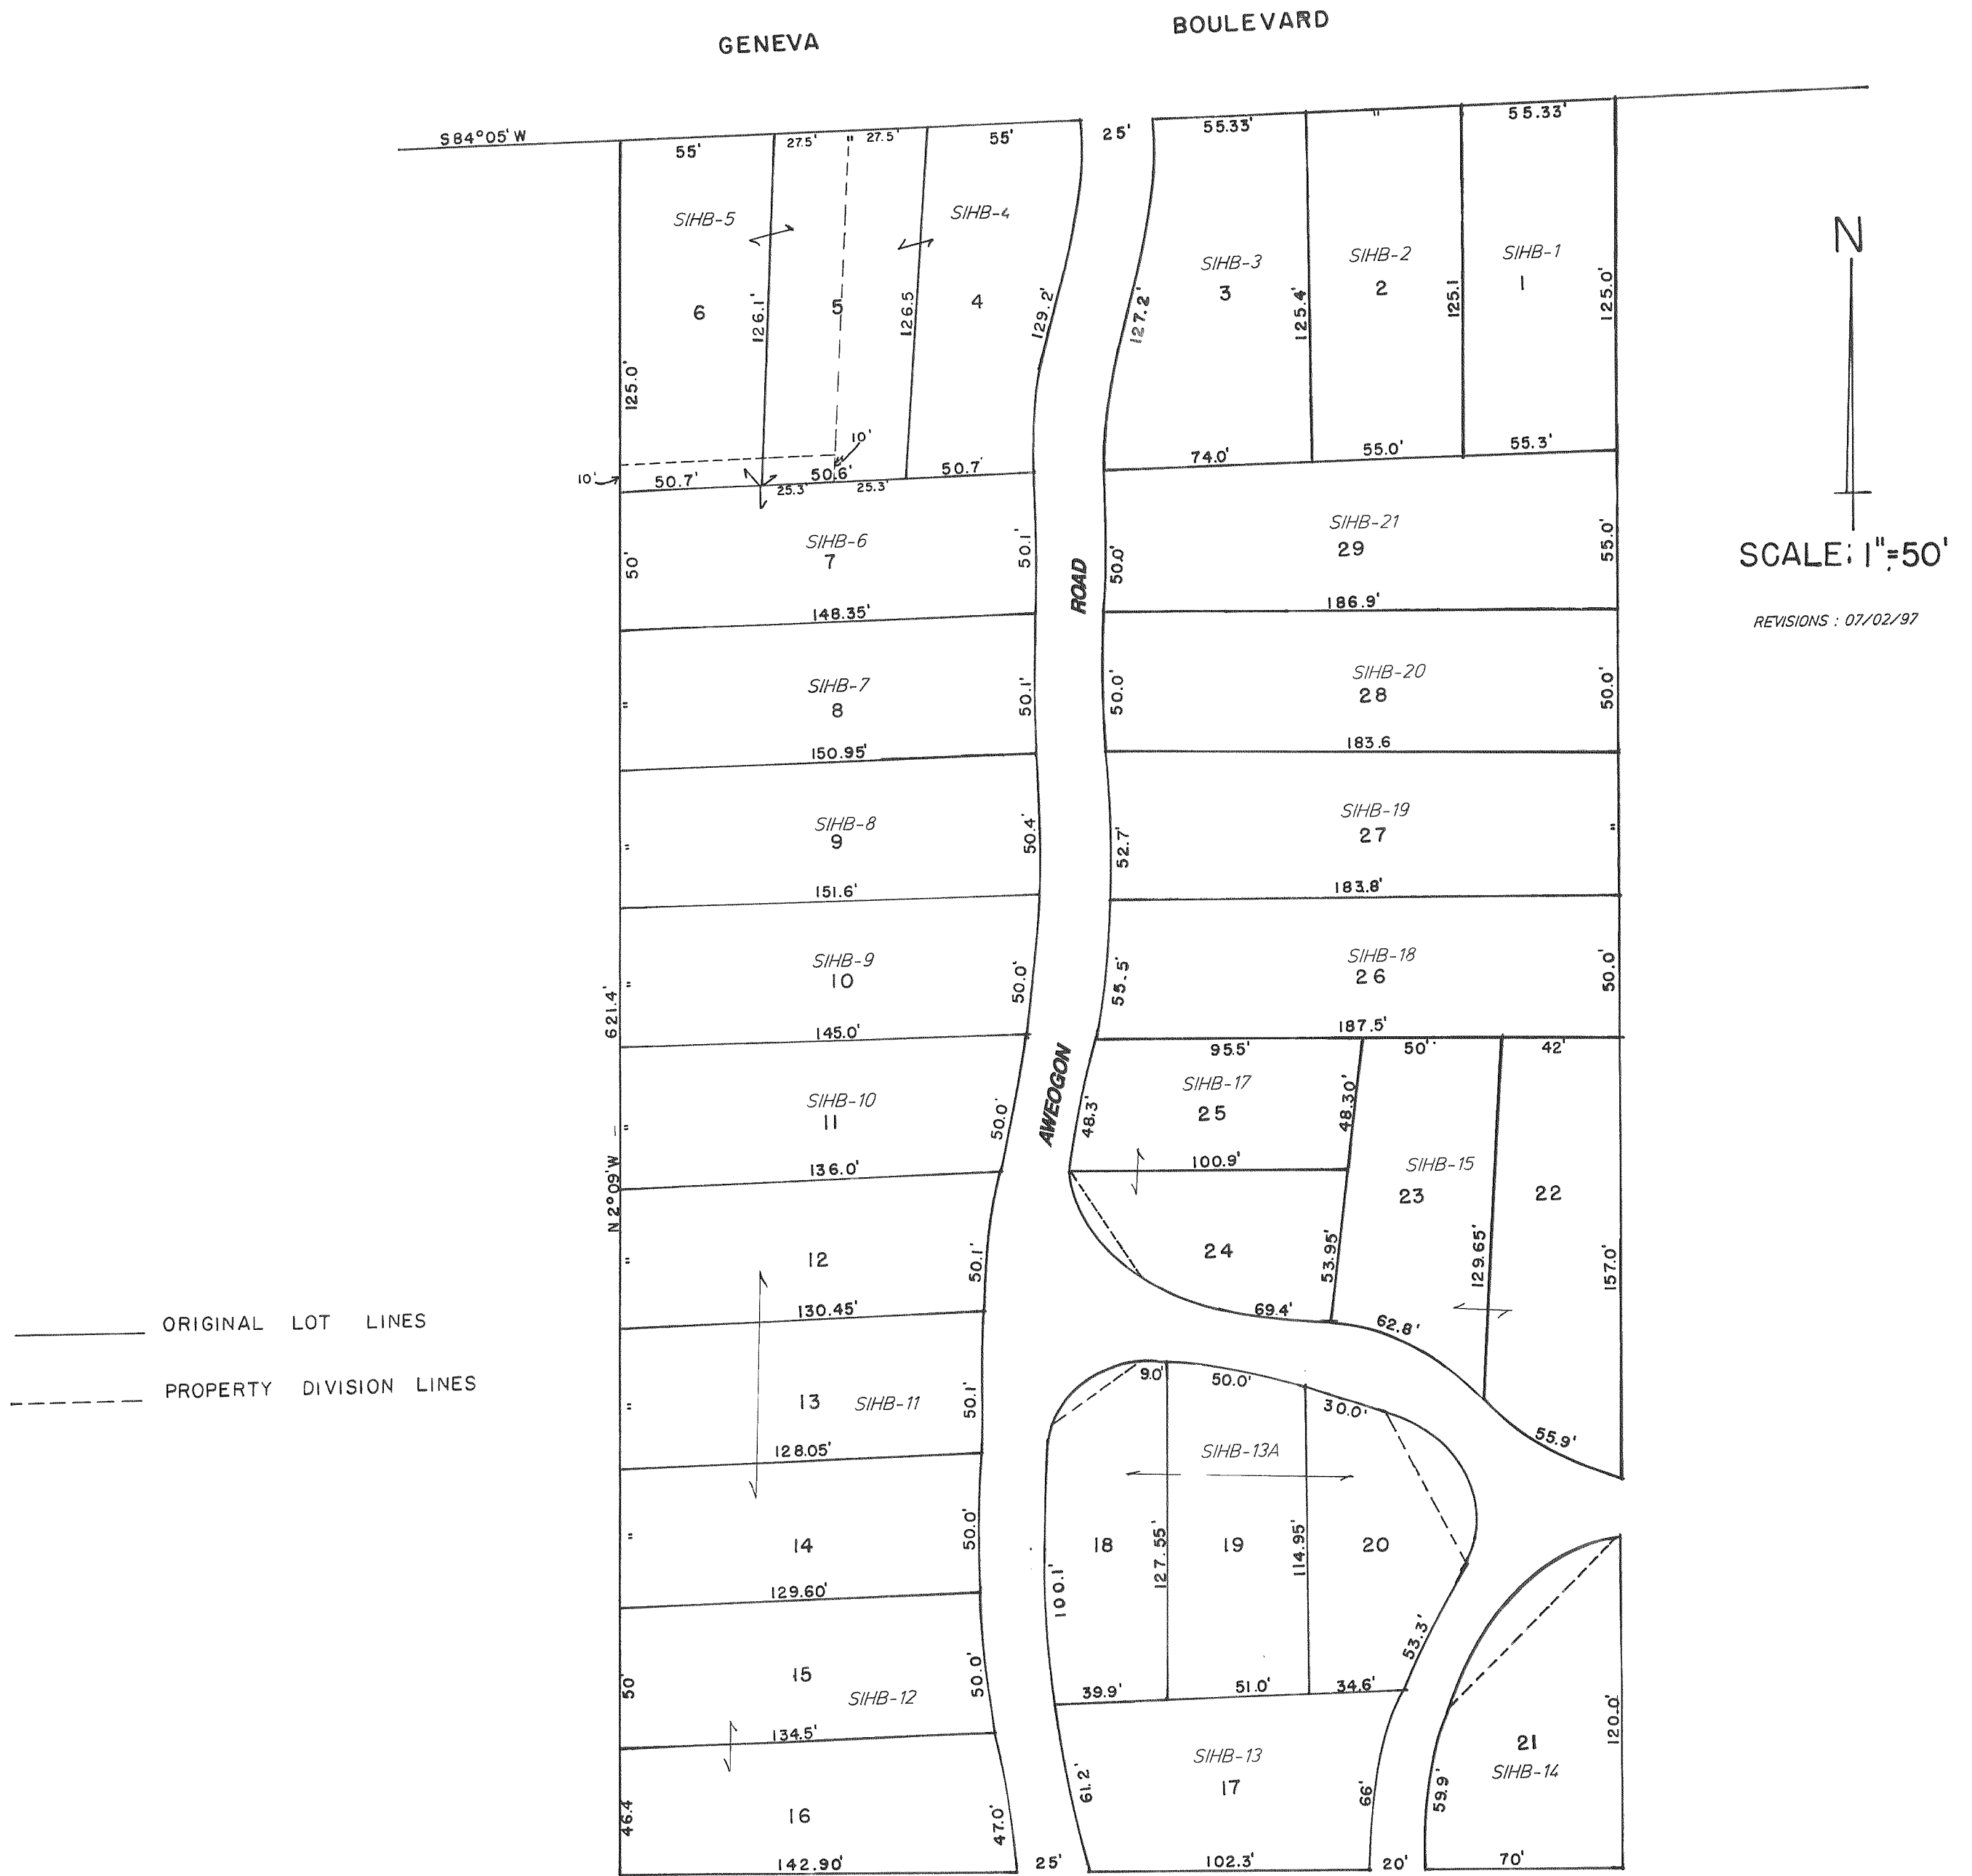 GENEVA BOULEVARD
S84°05'W
55' 27.5' " 27.5' 55' 25' 55.33' " 55.33'
SIHB-5 SIHB-4 SIHB-3 SIHB-2 SIHB-1
6 5 4 3 2 1
125.0' 126.1' 126.5 129.2' 127.2' 125.4' 125.1 125.0'
N
10' 10'
50.7' 50.6' 50.7' 74.0' 55.0' 55.3'
25.3' 25.3'
SIHB-6
7
50' 50.1'
148.35'
SIHB-21
29
50.0' 55.0'
186.9'
ROAD
SCALE: 1"=50'
REVISIONS : 07/02/97
SIHB-7
8
" 50.1'
150.95'
SIHB-20
28
50.0' 50.0'
183.6
SIHB-8
9
" 50.4'
151.6'
SIHB-19
27
52.7' "
183.8'
SIHB-9
10
" 50.0'
145.0'
SIHB-18
26
55.5' 50.0'
187.5'
N 2°09'W - 621.4'
SIHB-10
11
" 50.0'
136.0'
AWEOGON
95.5' 50' 42'
SIHB-17
25
48.3' 48.30'
100.9'
SIHB-15
23 22
129.65' 157.0'
24
53.95'
69.4' 62.8' 55.9'
12
" 50.1'
130.45'
ORIGINAL LOT LINES
PROPERTY DIVISION LINES
13 SIHB-11
" 50.1'
128.05'
14
" 50.0'
129.60'
9.0' 50.0' 30.0'
SIHB-13A
18 19 20
100.1' 127.55' 114.95' 53.3'
39.9' 51.0' 34.6'
15
SIHB-12
50' 50.0'
134.5'
16
46.4 47.0'
142.90' 25'
SIHB-13
17
61.2' 66'
102.3' 20'
21
SIHB-14
59.9' 120.0'
70'